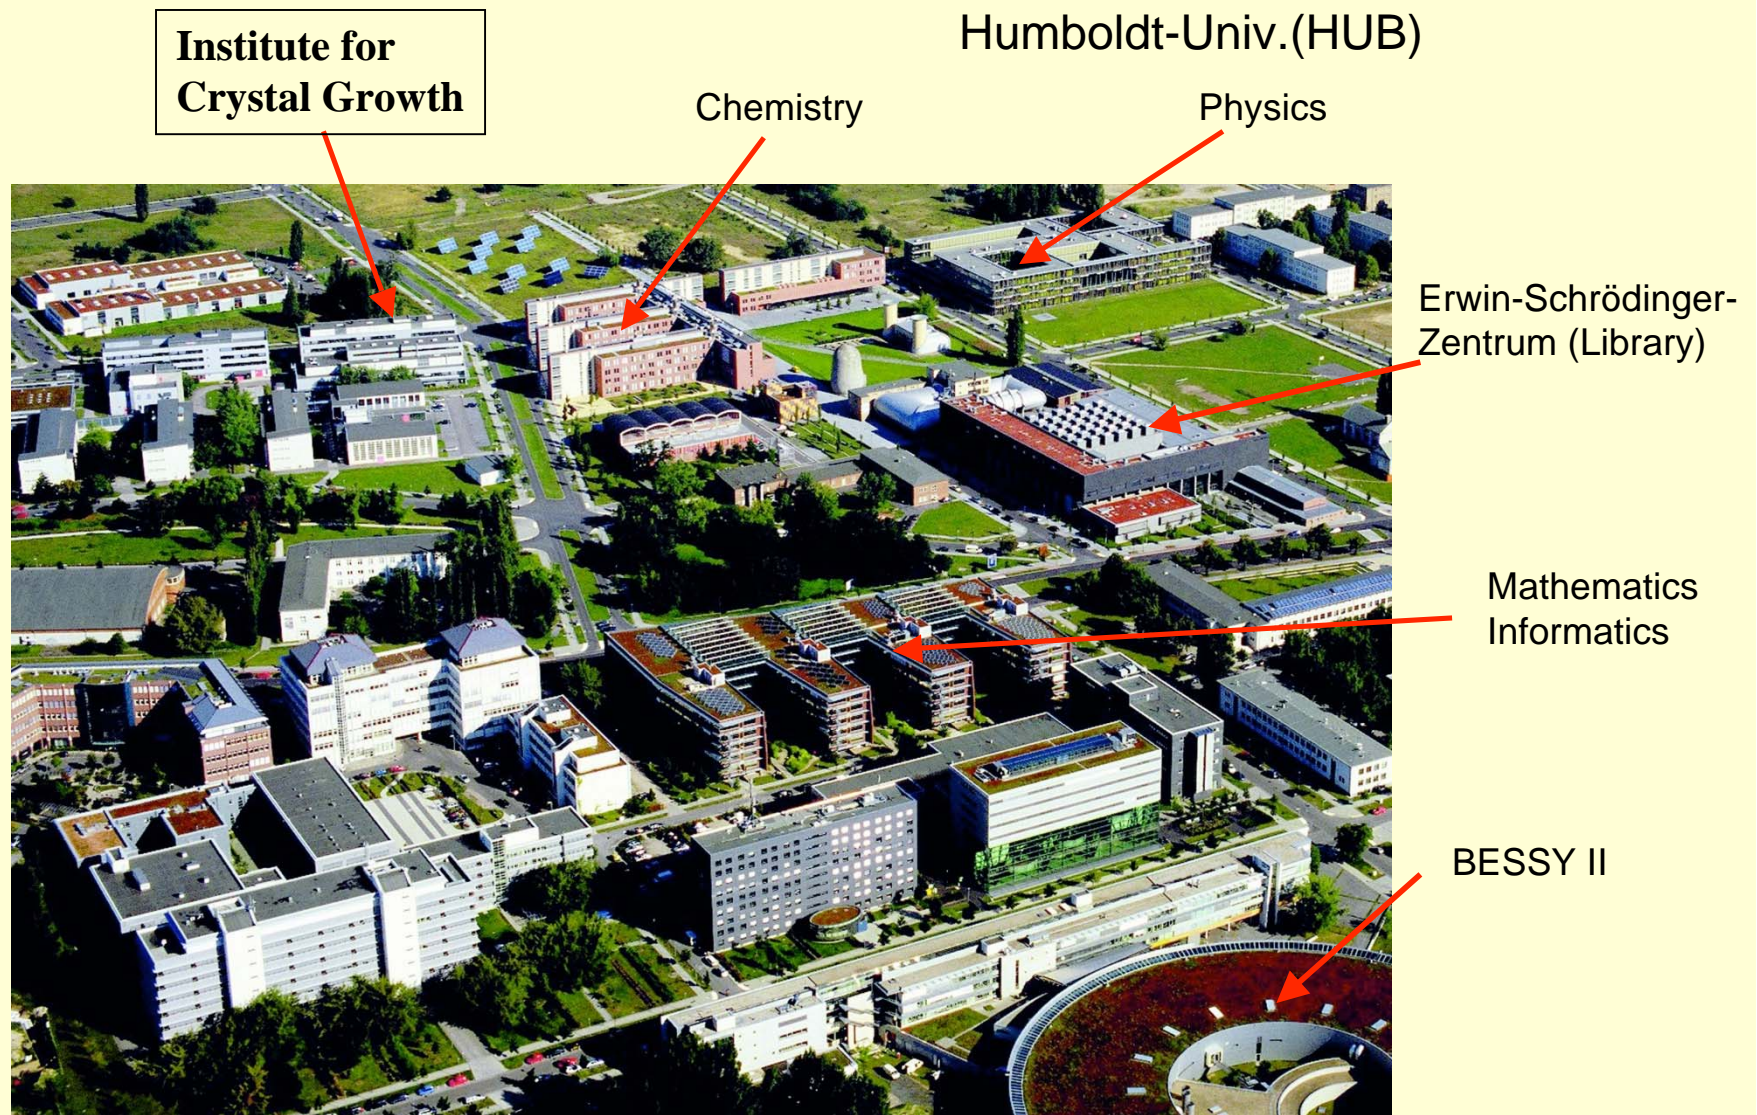 Institute for
Crystal Growth
Humboldt-Univ.(HUB)
Chemistry
Physics
Erwin-Schrödinger-
Zentrum (Library)
Mathematics
Informatics
BESSY II